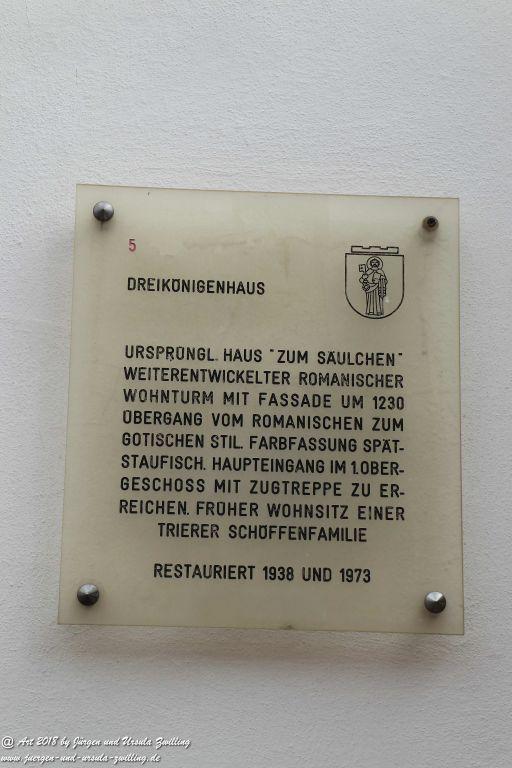 5
DREIKÖNIGENHAUS
URSPRÜNGL. HAUS "ZUM SÄULCHEN"
WEITERENTWICKELTER ROMANISCHER
WOHNTURM MIT FASSADE UM 1230
ÜBERGANG VOM ROMANISCHEN ZUM
GOTISCHEN STIL. FARBFASSUNG SPÄT-
STAUFISCH. HAUPTEINGANG IM 1.OBER-
GESCHOSS MIT ZUGTREPPE ZU ER-
REICHEN. FRÜHER WOHNSITZ EINER
TRIERER SCHÖFFENFAMILIE
RESTAURIERT 1938 UND 1973
@ Art 2018 by Jürgen und Ursula Zwilling
www.juergen-und-ursula-zwilling.de